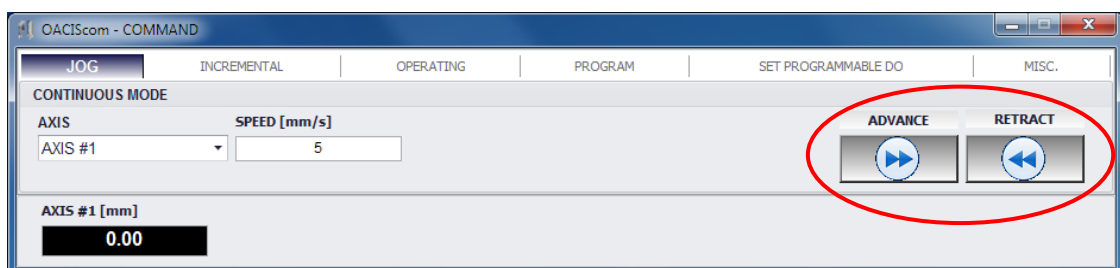 OACIScom - COMMAND
JOG INCREMENTAL OPERATING PROGRAM SET PROGRAMMABLE DO MISC.
CONTINUOUS MODE
AXIS SPEED [mm/s] ADVANCE RETRACT
AXIS #1 5
AXIS #1 [mm]
0.00